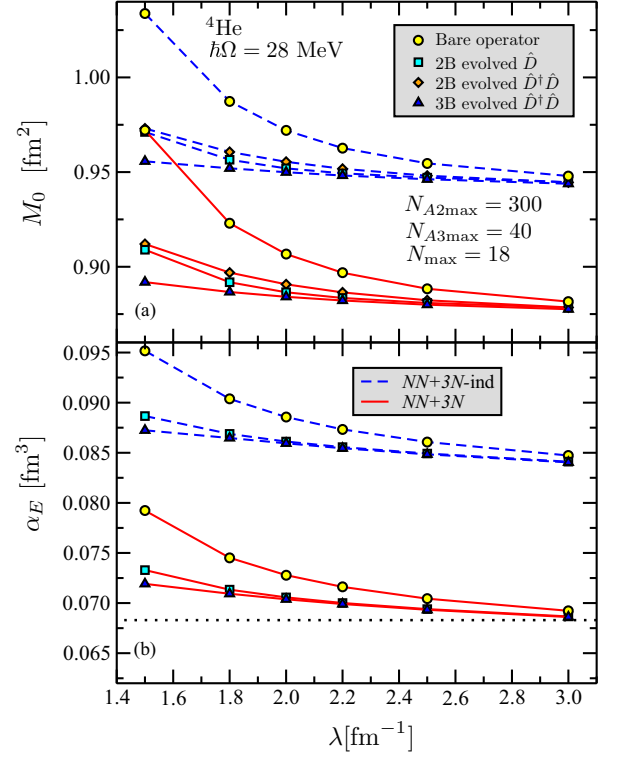 ⁴He
ℏΩ = 28 MeV
Bare operator
2B evolved D̂
2B evolved D̂†D̂
3B evolved D̂†D̂
1.00
0.95
0.90
M₀ [fm²]
N_A2max = 300
N_A3max = 40
N_max = 18
(a)
0.095
0.090
0.085
0.080
0.075
0.070
0.065
α_E [fm³]
NN+3N-ind
NN+3N
(b)
1.4 1.6 1.8 2.0 2.2 2.4 2.6 2.8 3.0
λ[fm⁻¹]